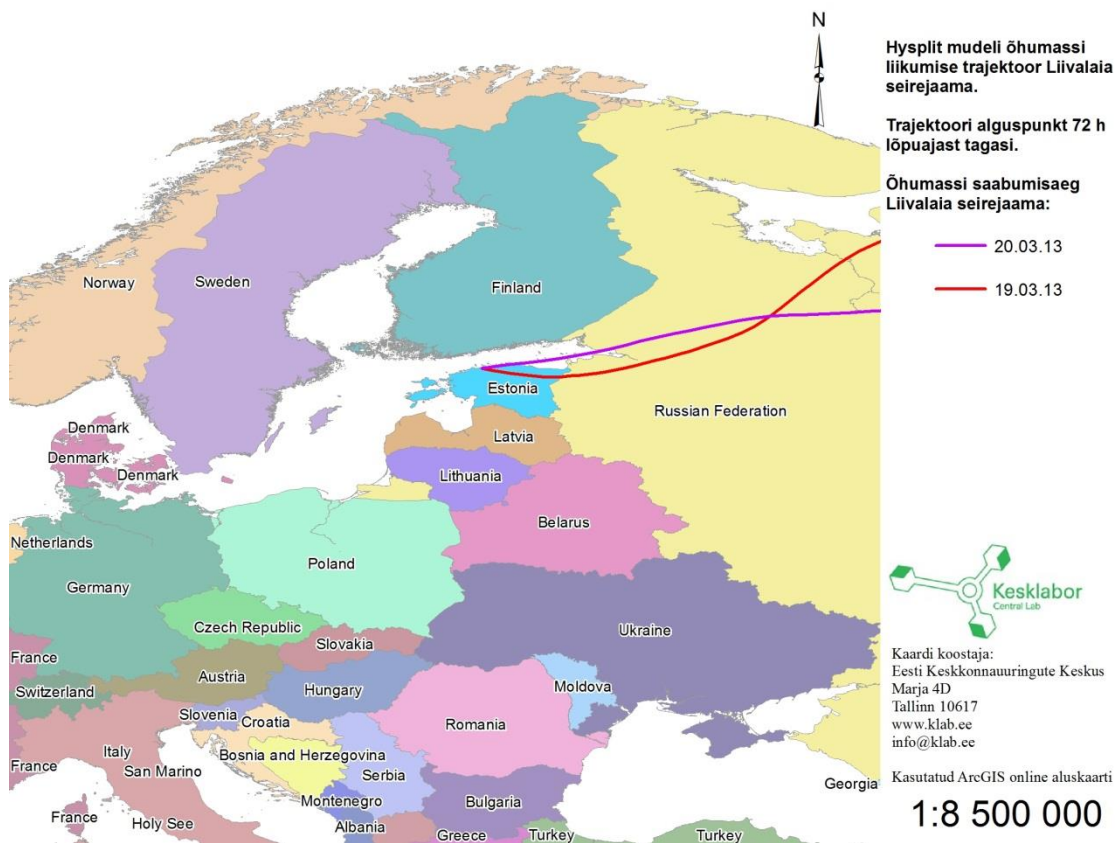 N
Hysplit mudeli õhumassi
liikumise trajektoor Liivalaia
seirejaama.
Trajektoori alguspunkt 72 h
lõpuajast tagasi.
Õhumassi saabumisaeg
Liivalaia seirejaama:
20.03.13
19.03.13
Norway
Sweden
Finland
Estonia
Russian Federation
Denmark
Latvia
Denmark
Denmark
Lithuania
Belarus
Netherlands
Poland
Germany
Czech Republic
Ukraine
Slovakia
France
Austria
Switzerland
Hungary
Moldova
Slovenia
Croatia
Romania
Italy
Bosnia and Herzegovina
France
San Marino
Serbia
Georgia
Montenegro
Bulgaria
France
Holy See
Albania
Greece
Turkey
Turkey
Kesklabor
Central Lab
Kaardi koostaja:
Eesti Keskkonnauuringute Keskus
Marja 4D
Tallinn 10617
www.klab.ee
info@klab.ee
Kasutatud ArcGIS online aluskaarti
1:8 500 000